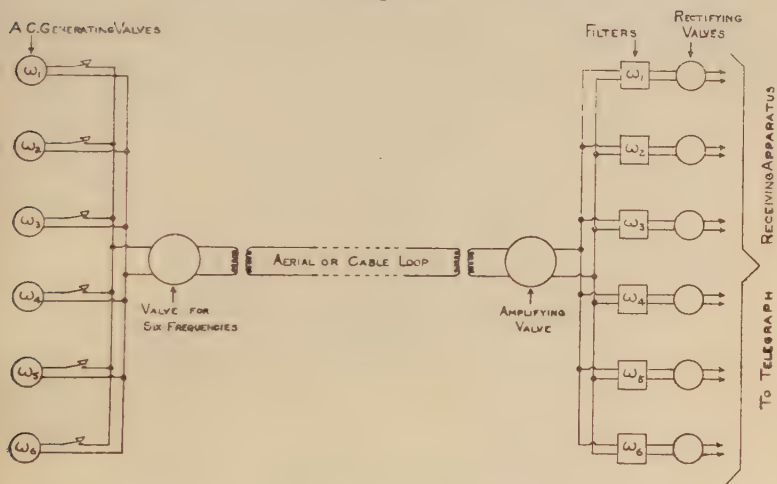 A.C. GENERATING VALVES
FILTERS
RECTIFYING
VALVES
ω1
ω2
ω3
ω4
ω5
ω6
VALVE FOR
SIX FREQUENCIES
AERIAL OR CABLE LOOP
AMPLIFYING
VALVE
ω1
ω2
ω3
ω4
ω5
ω6
TO TELEGRAPH RECEIVING APPARATUS